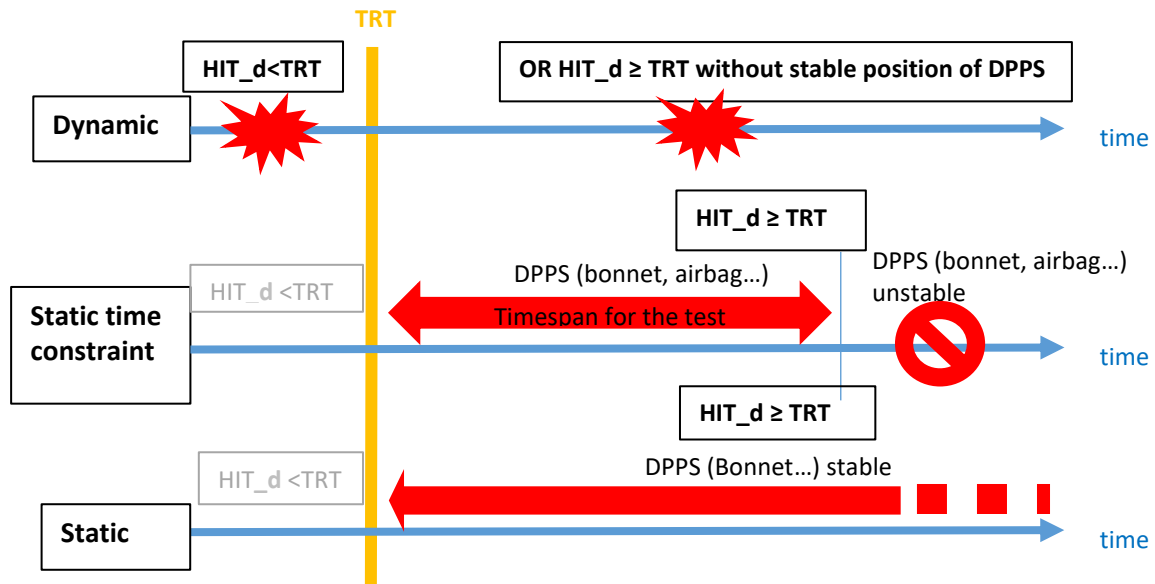 TRT
HIT_d<TRT
OR HIT_d ≥ TRT without stable position of DPPS
Dynamic
time
HIT_d ≥ TRT
DPPS (bonnet, airbag…)
DPPS (bonnet, airbag…)
unstable
HIT_d <TRT
Static time
constraint
Timespan for the test
time
HIT_d ≥ TRT
HIT_d <TRT
DPPS (Bonnet…) stable
Static
time